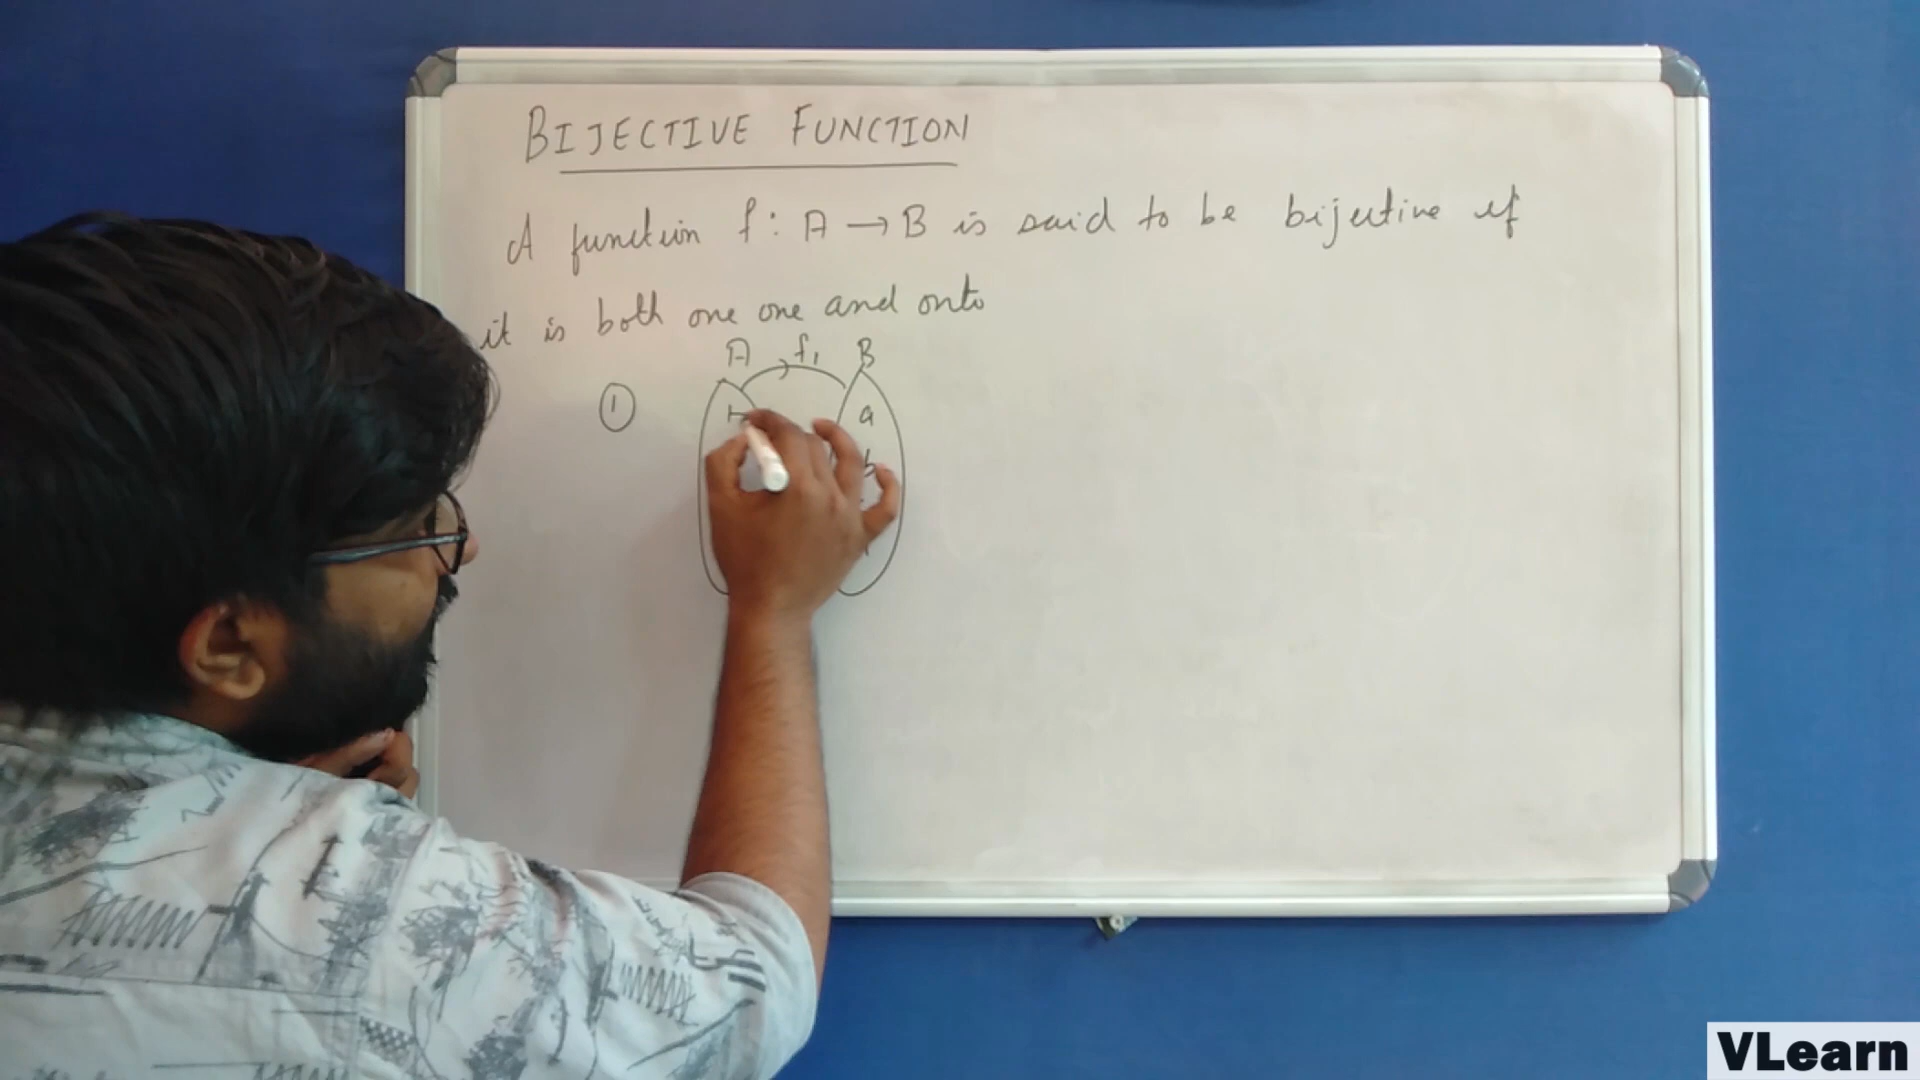 BIJECTIVE FUNCTION
A function f: A → B is said to be bijective if
it is both one one and onto
A f₁ B
① 1 a
b
VLearn